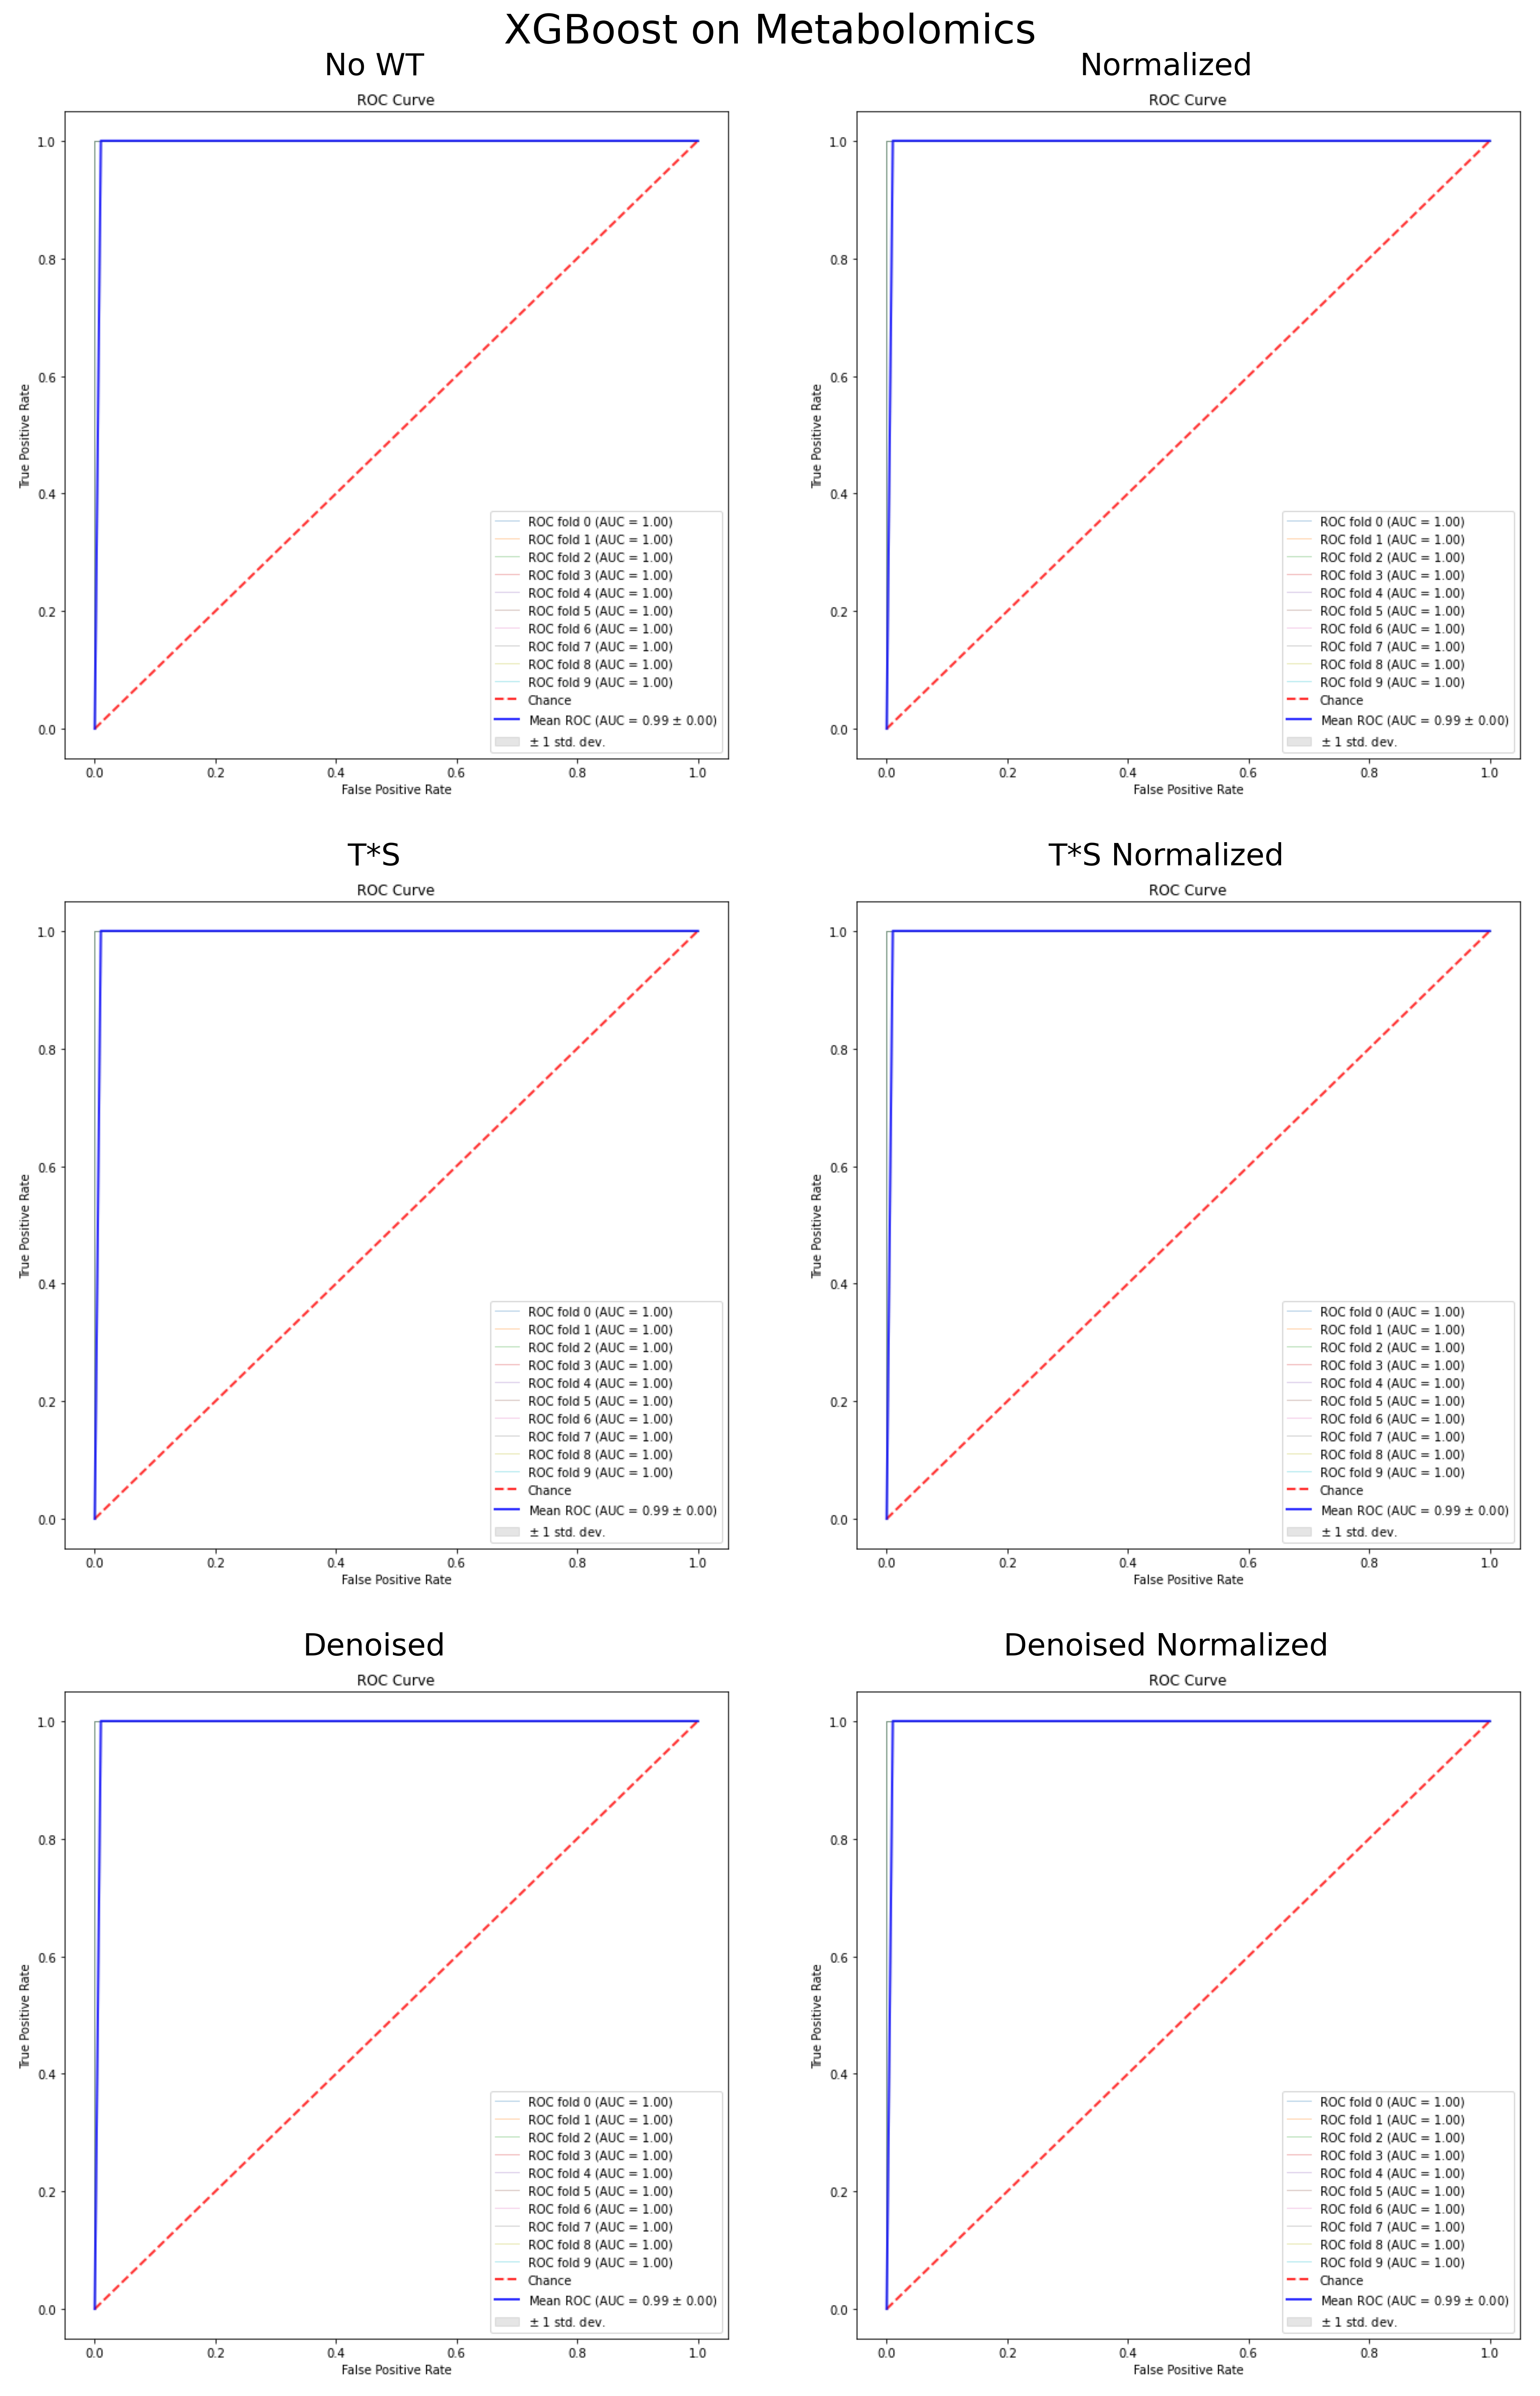 XGBoost on Metabolomics
No WT
ROC Curve
True Positive Rate
1.0
0.8
0.6
0.4
0.2
0.0
ROC fold 0 (AUC = 1.00)
ROC fold 1 (AUC = 1.00)
ROC fold 2 (AUC = 1.00)
ROC fold 3 (AUC = 1.00)
ROC fold 4 (AUC = 1.00)
ROC fold 5 (AUC = 1.00)
ROC fold 6 (AUC = 1.00)
ROC fold 7 (AUC = 1.00)
ROC fold 8 (AUC = 1.00)
ROC fold 9 (AUC = 1.00)
Chance
Mean ROC (AUC = 0.99 ± 0.00)
± 1 std. dev.
0.0 0.2 0.4 0.6 0.8 1.0
False Positive Rate
Normalized
ROC Curve
True Positive Rate
1.0
0.8
0.6
0.4
0.2
0.0
ROC fold 0 (AUC = 1.00)
ROC fold 1 (AUC = 1.00)
ROC fold 2 (AUC = 1.00)
ROC fold 3 (AUC = 1.00)
ROC fold 4 (AUC = 1.00)
ROC fold 5 (AUC = 1.00)
ROC fold 6 (AUC = 1.00)
ROC fold 7 (AUC = 1.00)
ROC fold 8 (AUC = 1.00)
ROC fold 9 (AUC = 1.00)
Chance
Mean ROC (AUC = 0.99 ± 0.00)
± 1 std. dev.
0.0 0.2 0.4 0.6 0.8 1.0
False Positive Rate
T*S
ROC Curve
True Positive Rate
1.0
0.8
0.6
0.4
0.2
0.0
ROC fold 0 (AUC = 1.00)
ROC fold 1 (AUC = 1.00)
ROC fold 2 (AUC = 1.00)
ROC fold 3 (AUC = 1.00)
ROC fold 4 (AUC = 1.00)
ROC fold 5 (AUC = 1.00)
ROC fold 6 (AUC = 1.00)
ROC fold 7 (AUC = 1.00)
ROC fold 8 (AUC = 1.00)
ROC fold 9 (AUC = 1.00)
Chance
Mean ROC (AUC = 0.99 ± 0.00)
± 1 std. dev.
0.0 0.2 0.4 0.6 0.8 1.0
False Positive Rate
T*S Normalized
ROC Curve
True Positive Rate
1.0
0.8
0.6
0.4
0.2
0.0
ROC fold 0 (AUC = 1.00)
ROC fold 1 (AUC = 1.00)
ROC fold 2 (AUC = 1.00)
ROC fold 3 (AUC = 1.00)
ROC fold 4 (AUC = 1.00)
ROC fold 5 (AUC = 1.00)
ROC fold 6 (AUC = 1.00)
ROC fold 7 (AUC = 1.00)
ROC fold 8 (AUC = 1.00)
ROC fold 9 (AUC = 1.00)
Chance
Mean ROC (AUC = 0.99 ± 0.00)
± 1 std. dev.
0.0 0.2 0.4 0.6 0.8 1.0
False Positive Rate
Denoised
ROC Curve
True Positive Rate
1.0
0.8
0.6
0.4
0.2
0.0
ROC fold 0 (AUC = 1.00)
ROC fold 1 (AUC = 1.00)
ROC fold 2 (AUC = 1.00)
ROC fold 3 (AUC = 1.00)
ROC fold 4 (AUC = 1.00)
ROC fold 5 (AUC = 1.00)
ROC fold 6 (AUC = 1.00)
ROC fold 7 (AUC = 1.00)
ROC fold 8 (AUC = 1.00)
ROC fold 9 (AUC = 1.00)
Chance
Mean ROC (AUC = 0.99 ± 0.00)
± 1 std. dev.
0.0 0.2 0.4 0.6 0.8 1.0
False Positive Rate
Denoised Normalized
ROC Curve
True Positive Rate
1.0
0.8
0.6
0.4
0.2
0.0
ROC fold 0 (AUC = 1.00)
ROC fold 1 (AUC = 1.00)
ROC fold 2 (AUC = 1.00)
ROC fold 3 (AUC = 1.00)
ROC fold 4 (AUC = 1.00)
ROC fold 5 (AUC = 1.00)
ROC fold 6 (AUC = 1.00)
ROC fold 7 (AUC = 1.00)
ROC fold 8 (AUC = 1.00)
ROC fold 9 (AUC = 1.00)
Chance
Mean ROC (AUC = 0.99 ± 0.00)
± 1 std. dev.
0.0 0.2 0.4 0.6 0.8 1.0
False Positive Rate